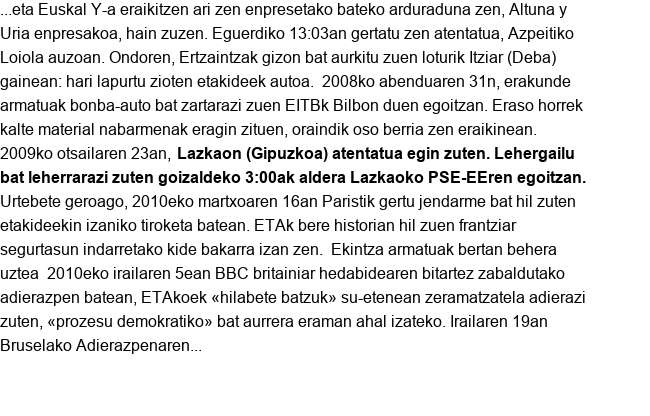 ...eta Euskal Y-a eraikitzen ari zen enpresetako bateko arduraduna zen, Altuna y
Uria enpresakoa, hain zuzen. Eguerdiko 13:03an gertatu zen atentatua, Azpeitiko
Loiola auzoan. Ondoren, Ertzaintzak gizon bat aurkitu zuen loturik Itziar (Deba)
gainean: hari lapurtu zioten etakideek autoa.  2008ko abenduaren 31n, erakunde
armatuak bonba-auto bat zartarazi zuen EITBk Bilbon duen egoitzan. Eraso horrek
kalte material nabarmenak eragin zituen, oraindik oso berria zen eraikinean.
2009ko otsailaren 23an, Lazkaon (Gipuzkoa) atentatua egin zuten. Lehergailu
bat leherrarazi zuten goizaldeko 3:00ak aldera Lazkaoko PSE-EEren egoitzan.
Urtebete geroago, 2010eko martxoaren 16an Paristik gertu jendarme bat hil zuten
etakideekin izaniko tiroketa batean. ETAk bere historian hil zuen frantziar
segurtasun indarretako kide bakarra izan zen.  Ekintza armatuak bertan behera
uztea  2010eko irailaren 5ean BBC britainiar hedabidearen bitartez zabaldutako
adierazpen batean, ETAkoek «hilabete batzuk» su-etenean zeramatzatela adierazi
zuten, «prozesu demokratiko» bat aurrera eraman ahal izateko. Irailaren 19an
Bruselako Adierazpenaren...